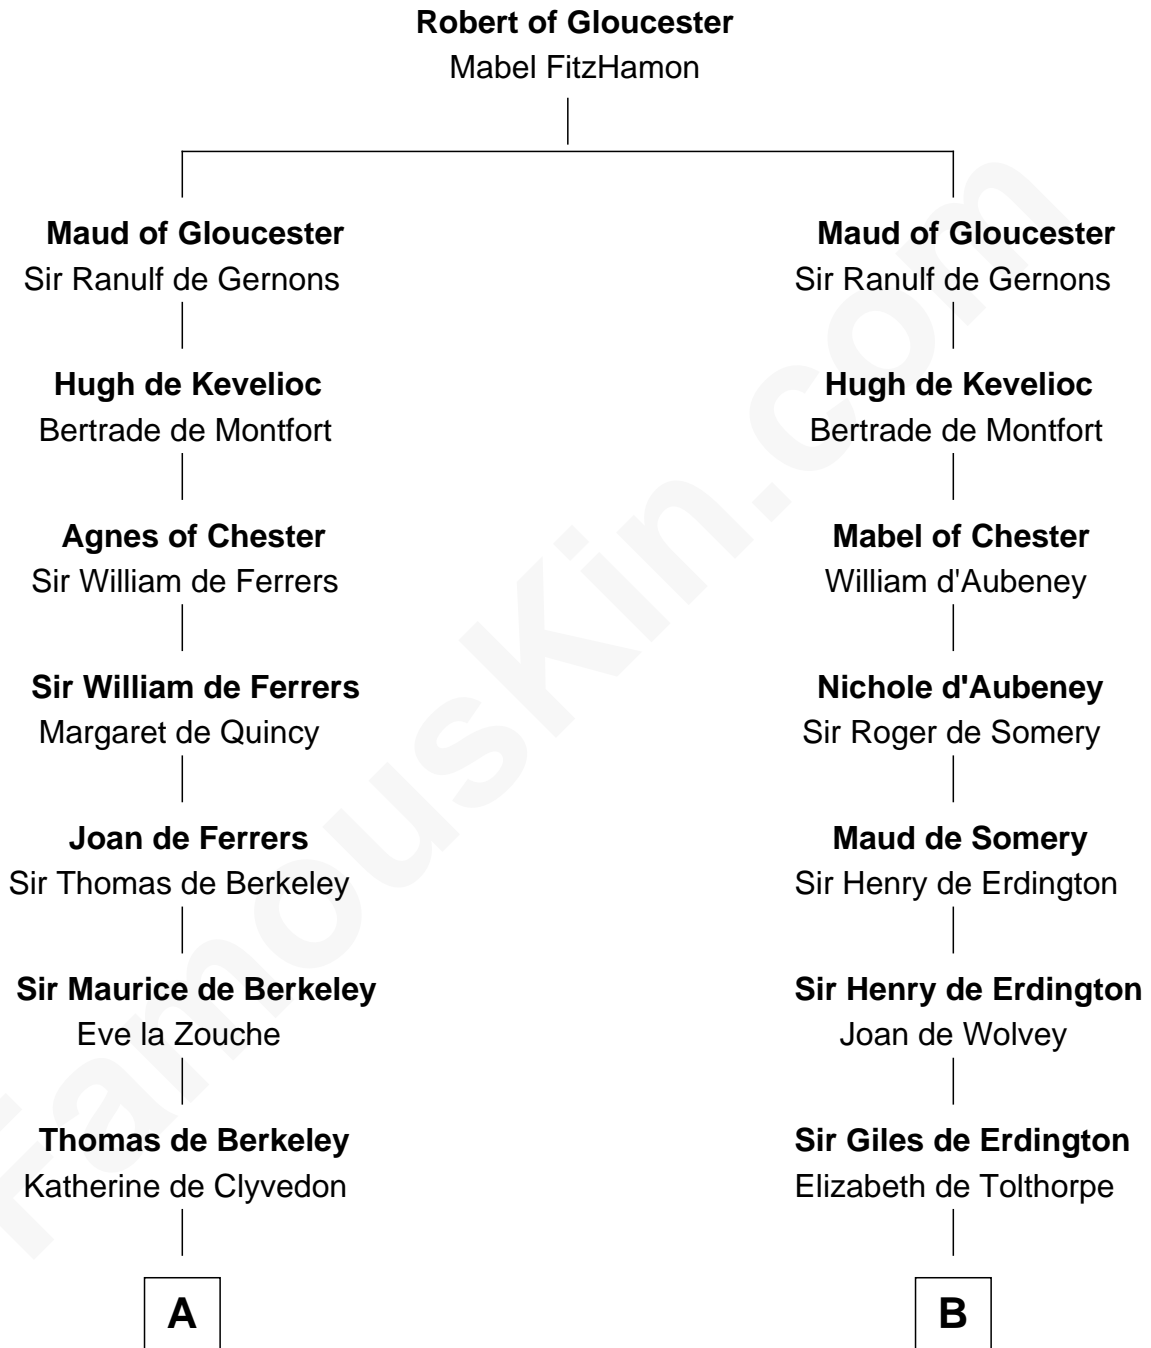 Robert of Gloucester
Mabel FitzHamon
Maud of Gloucester
Sir Ranulf de Gernons
Maud of Gloucester
Sir Ranulf de Gernons
Hugh de Kevelioc
Bertrade de Montfort
Hugh de Kevelioc
Bertrade de Montfort
Agnes of Chester
Sir William de Ferrers
Mabel of Chester
William d'Aubeney
Sir William de Ferrers
Margaret de Quincy
Nichole d'Aubeney
Sir Roger de Somery
Joan de Ferrers
Sir Thomas de Berkeley
Maud de Somery
Sir Henry de Erdington
Sir Maurice de Berkeley
Eve la Zouche
Sir Henry de Erdington
Joan de Wolvey
Thomas de Berkeley
Katherine de Clyvedon
Sir Giles de Erdington
Elizabeth de Tolthorpe
A
B
FamousKin.com